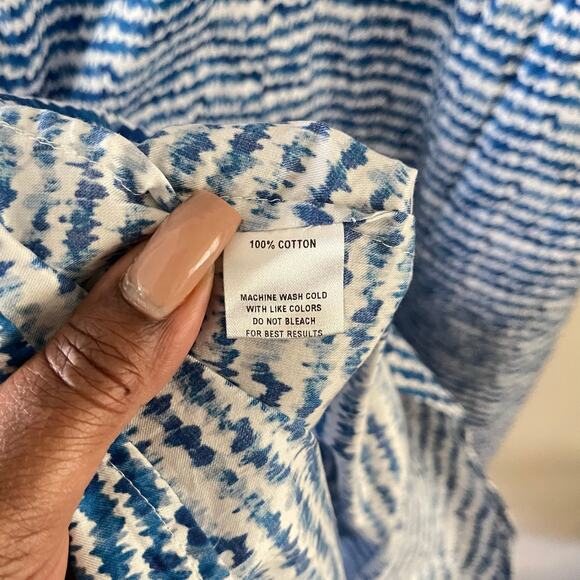 100% COTTON
MACHINE WASH COLD
WITH LIKE COLORS
DO NOT BLEACH
FOR BEST RESULTS